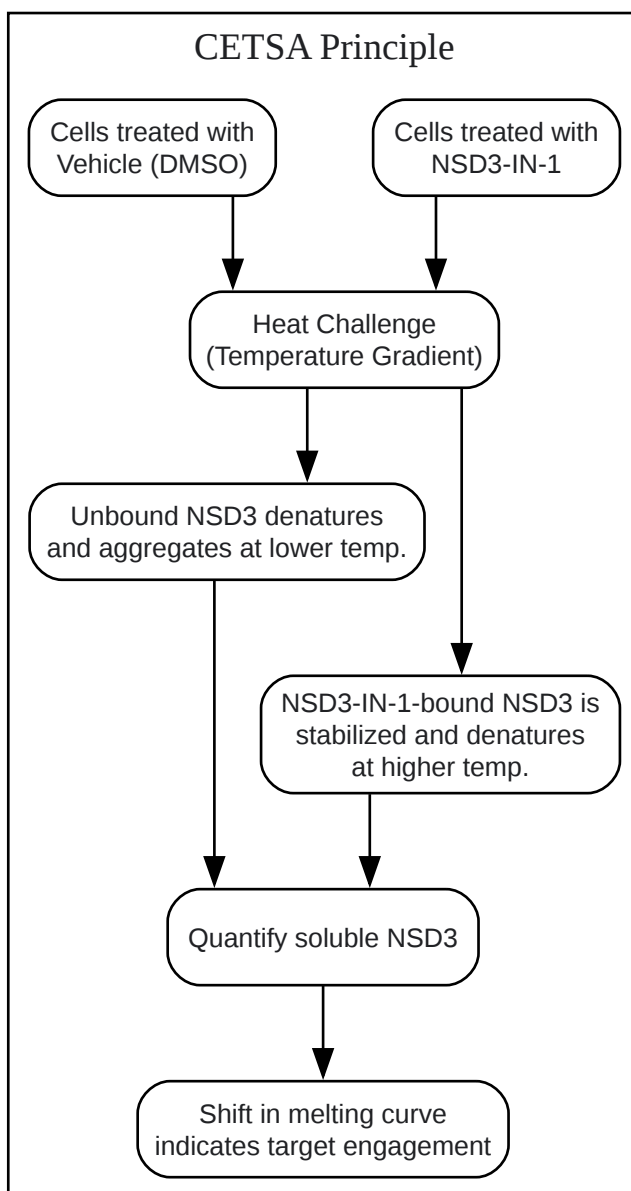 CETSA Principle
Cells treated with
Vehicle (DMSO)
Cells treated with
NSD3-IN-1
Heat Challenge
(Temperature Gradient)
Unbound NSD3 denatures
and aggregates at lower temp.
NSD3-IN-1-bound NSD3 is
stabilized and denatures
at higher temp.
Quantify soluble NSD3
Shift in melting curve
indicates target engagement